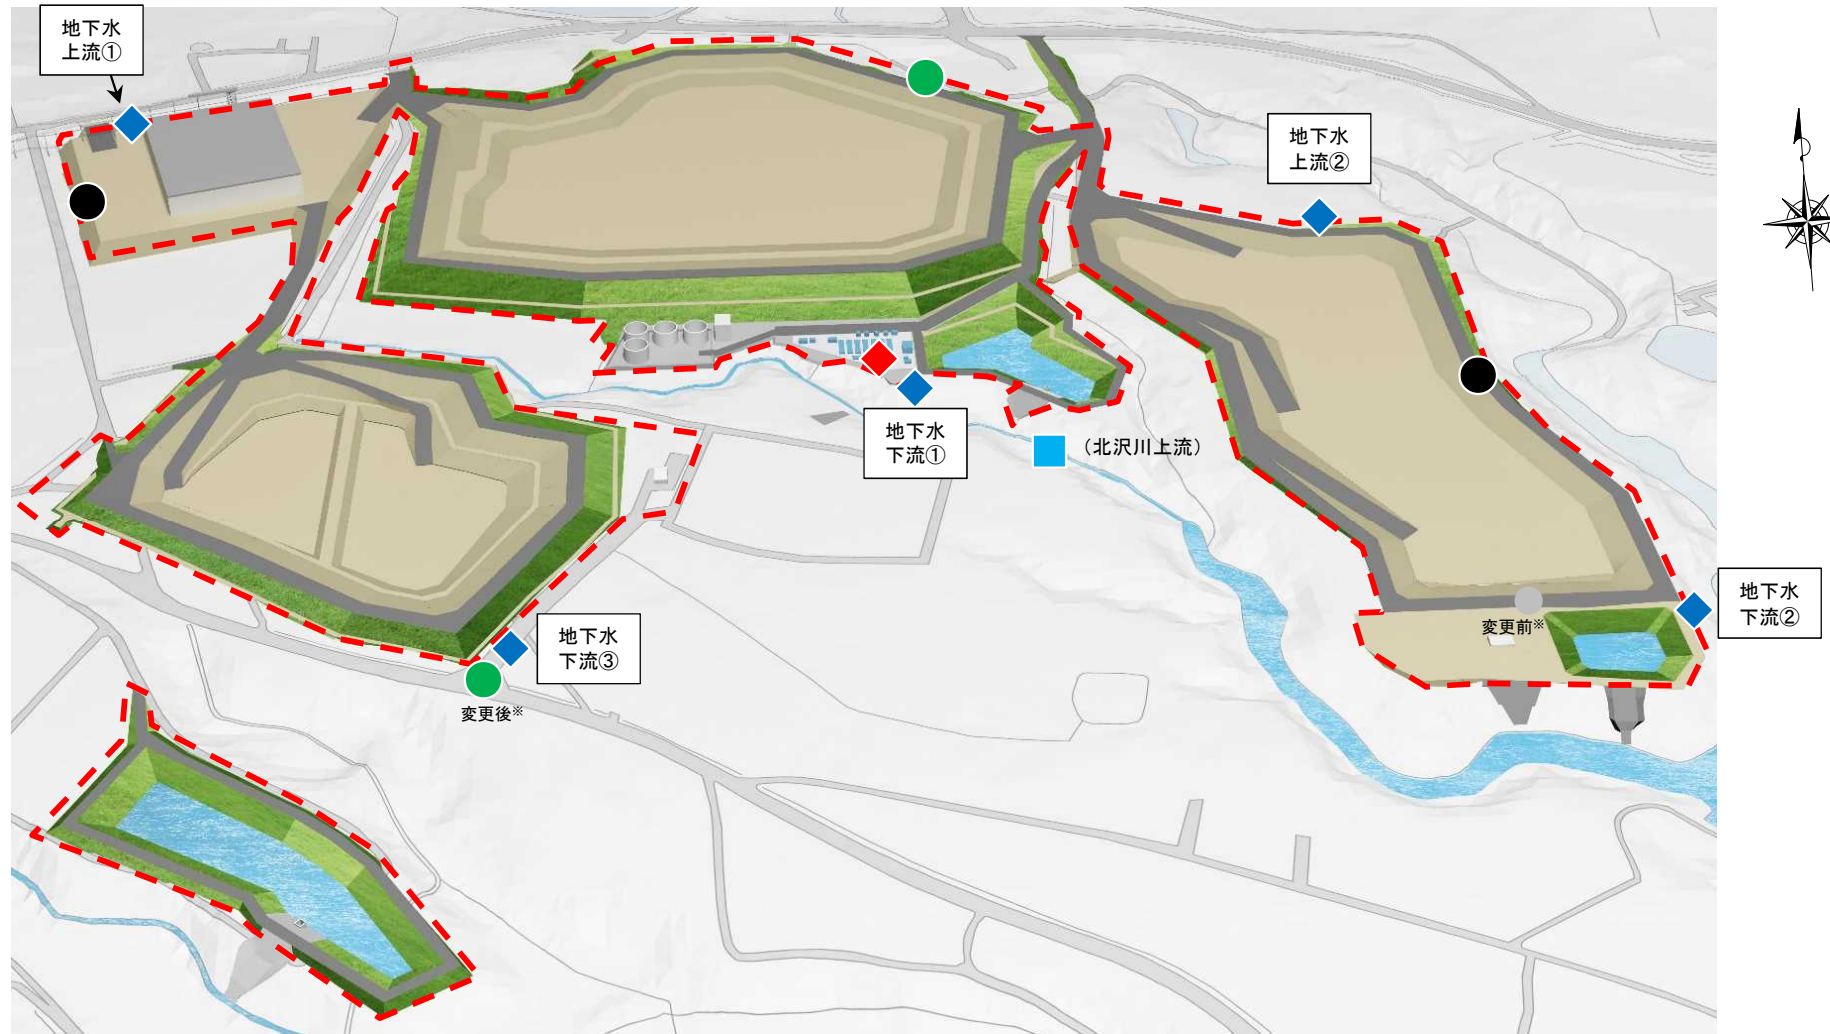 地下水
上流①
地下水
上流②
地下水
下流①
（北沢川上流）
地下水
下流②
変更前※
地下水
下流③
変更後※